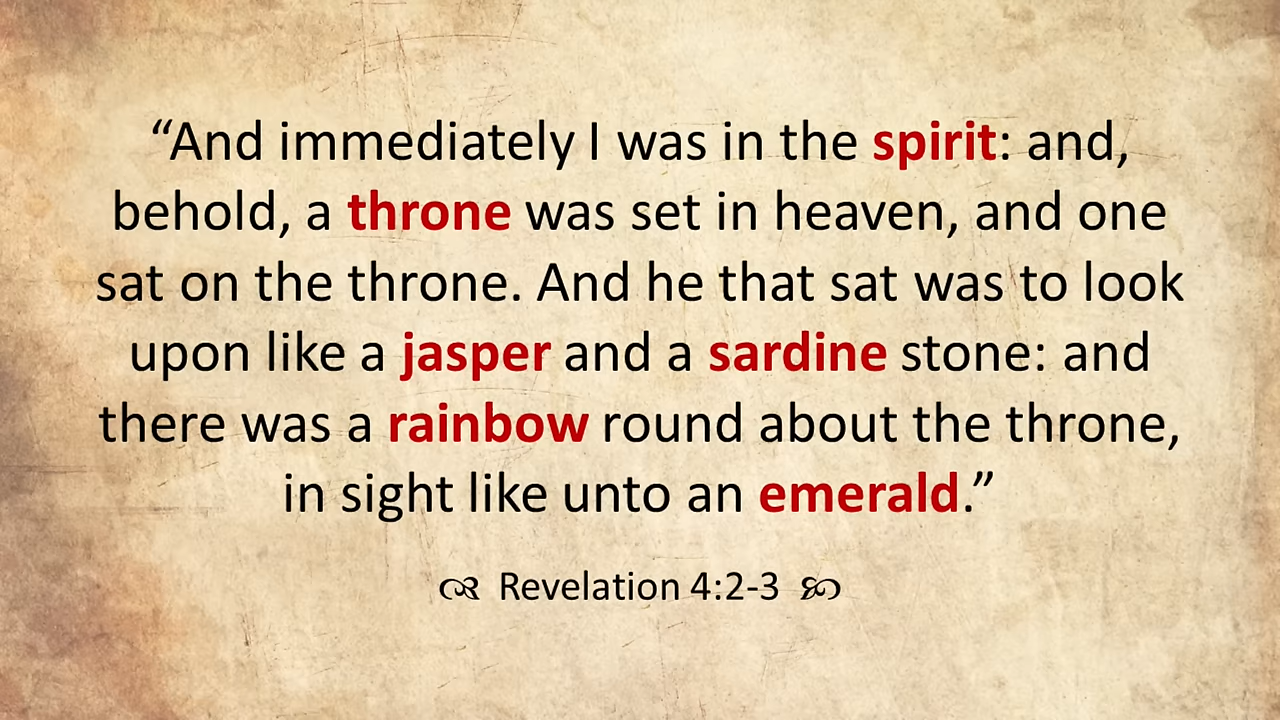 “And immediately I was in the spirit: and,
behold, a throne was set in heaven, and one
sat on the throne. And he that sat was to look
upon like a jasper and a sardine stone: and
there was a rainbow round about the throne,
in sight like unto an emerald.”
Revelation 4:2-3